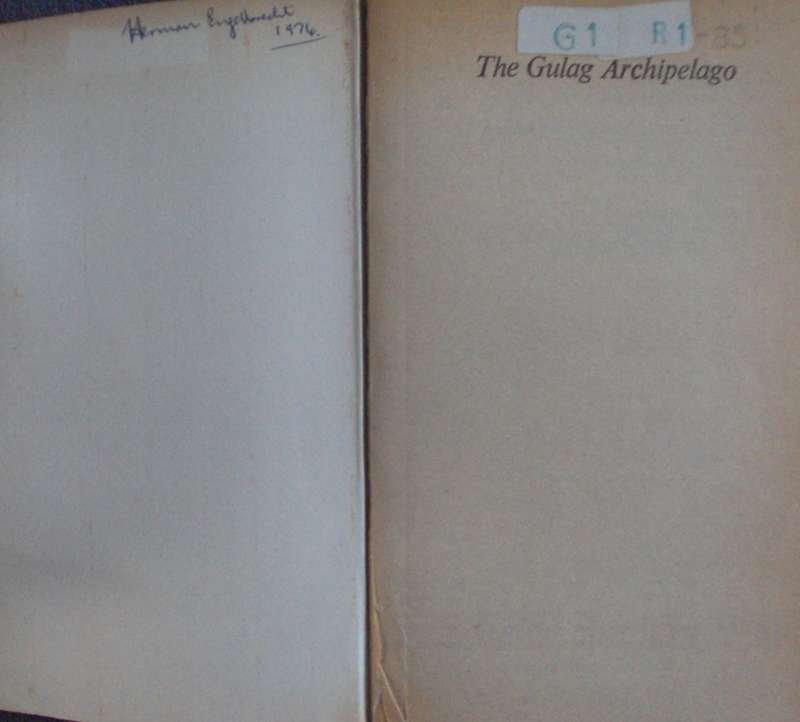 Herman Engelbrecht
1976.
G1 R1-35
The Gulag Archipelago